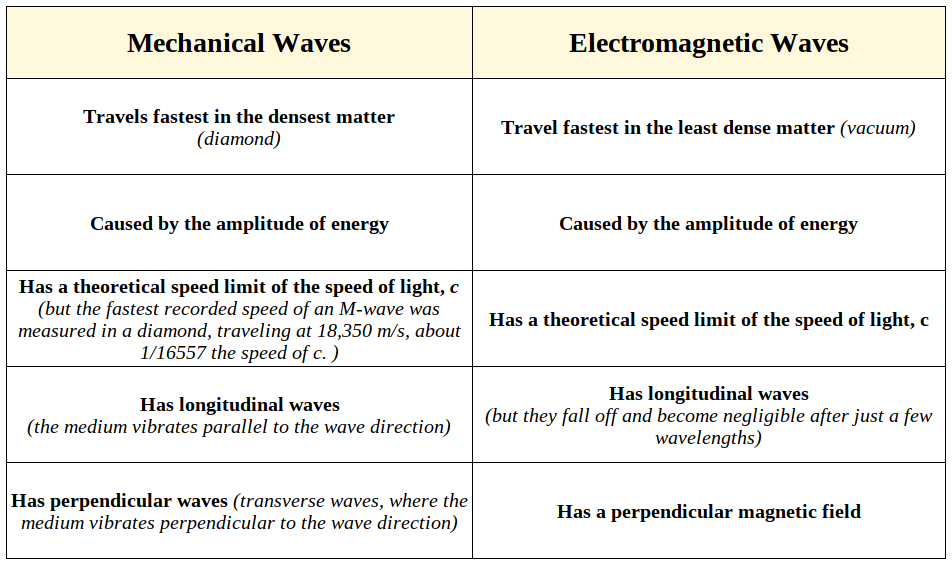 Mechanical Waves
Electromagnetic Waves
Travels fastest in the densest matter
(diamond)
Travel fastest in the least dense matter (vacuum)
Caused by the amplitude of energy
Caused by the amplitude of energy
Has a theoretical speed limit of the speed of light, c
(but the fastest recorded speed of an M-wave was
measured in a diamond, traveling at 18,350 m/s, about
1/16557 the speed of c. )
Has a theoretical speed limit of the speed of light, c
Has longitudinal waves
(the medium vibrates parallel to the wave direction)
Has longitudinal waves
(but they fall off and become negligible after just a few
wavelengths)
Has perpendicular waves (transverse waves, where the
medium vibrates perpendicular to the wave direction)
Has a perpendicular magnetic field